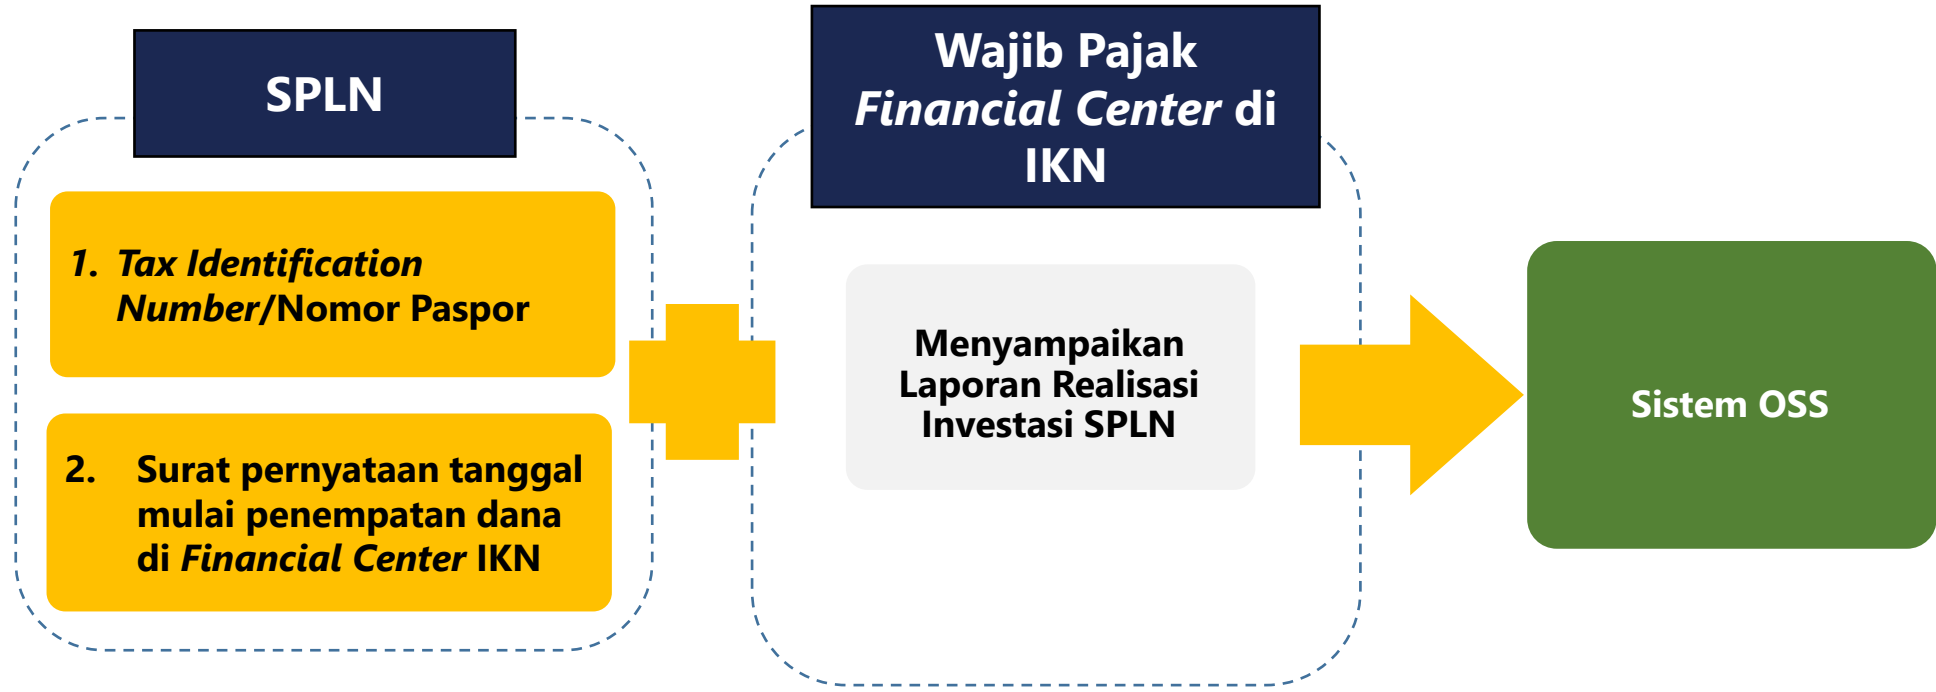 SPLN
1. Tax Identification
Number/Nomor Paspor
2. Surat pernyataan tanggal
mulai penempatan dana
di Financial Center IKN
Wajib Pajak
Financial Center di
IKN
Menyampaikan
Laporan Realisasi
Investasi SPLN
Sistem OSS